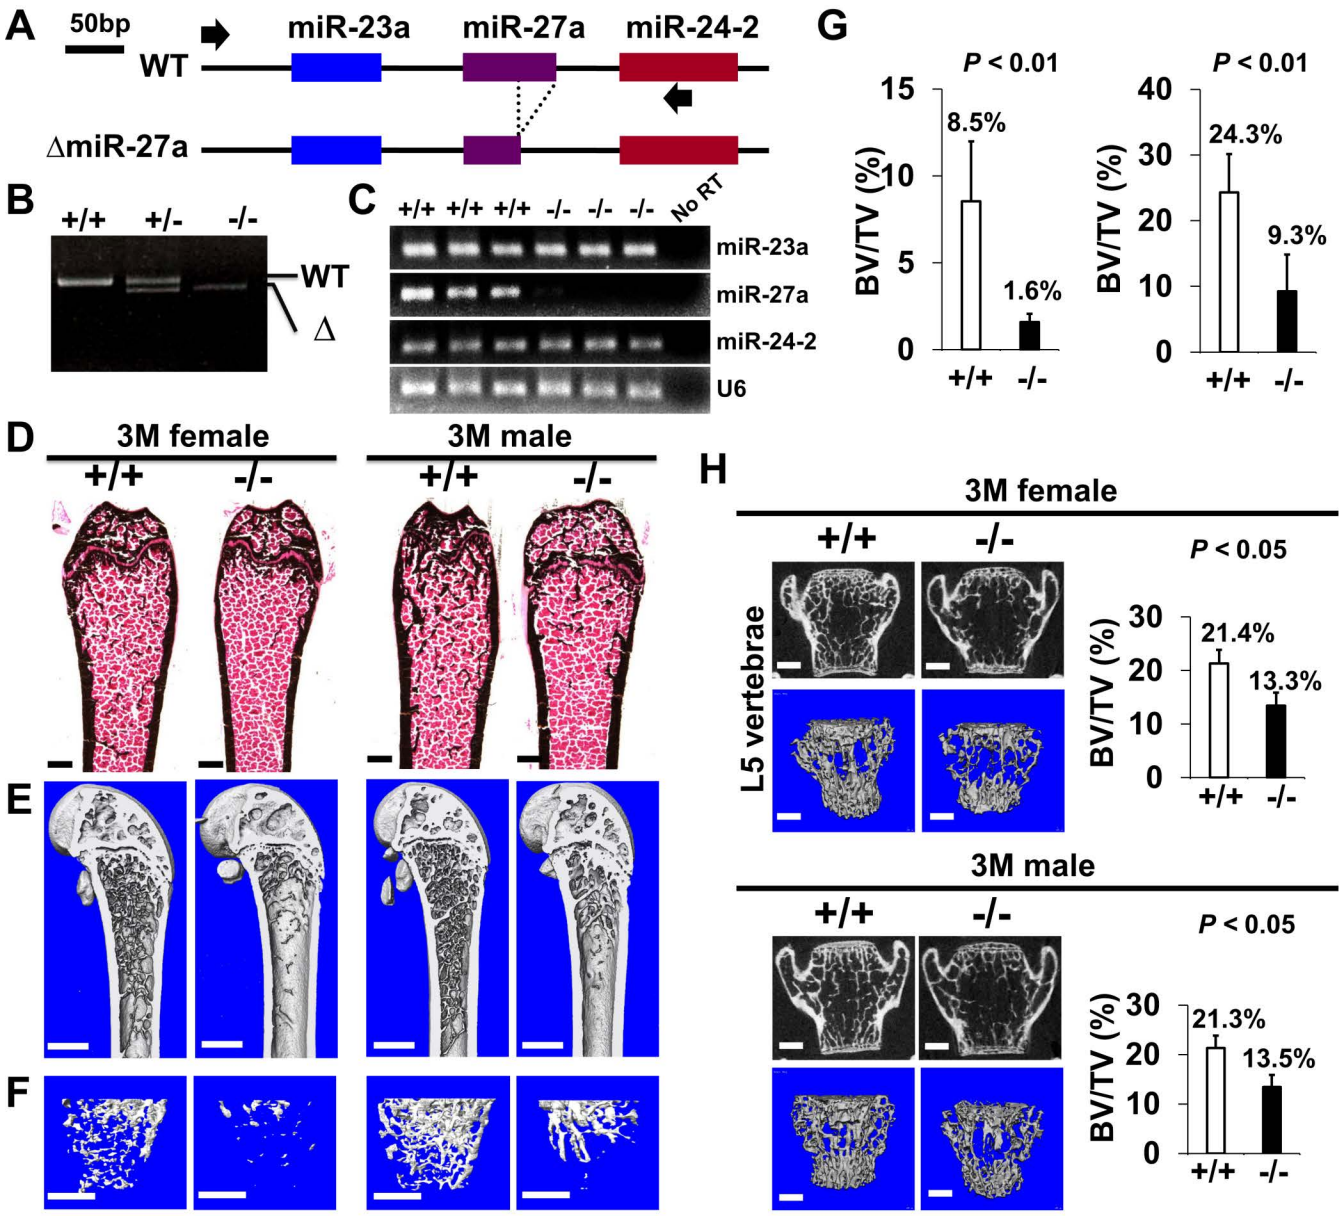 A
50bp
miR-23a
miR-27a
miR-24-2
WT
ΔmiR-27a
B
+/+
+/-
-/-
WT
Δ
C
+/+
+/+
+/+
-/-
-/-
-/-
No RT
miR-23a
miR-27a
miR-24-2
U6
G
P < 0.01
BV/TV (%)
15
10
5
0
8.5%
1.6%
+/+
-/-
P < 0.01
BV/TV (%)
40
30
20
10
0
24.3%
9.3%
+/+
-/-
D
3M female
+/+
-/-
3M male
+/+
-/-
E
F
H
3M female
+/+
-/-
L5 vertebrae
P < 0.05
BV/TV (%)
30
20
10
0
21.4%
13.3%
+/+
-/-
3M male
+/+
-/-
P < 0.05
BV/TV (%)
30
20
10
0
21.3%
13.5%
+/+
-/-